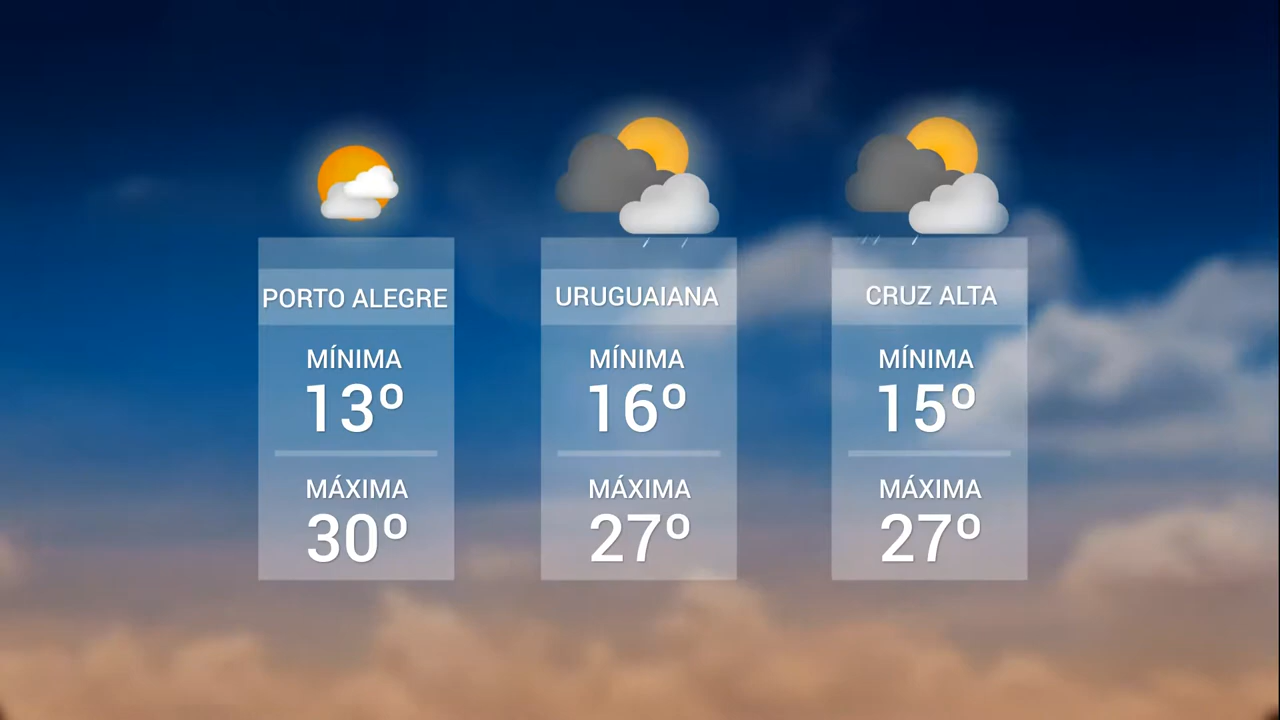 PORTO ALEGRE
MÍNIMA
13º
MÁXIMA
30º
URUGUAIANA
MÍNIMA
16º
MÁXIMA
27º
CRUZ ALTA
MÍNIMA
15º
MÁXIMA
27º